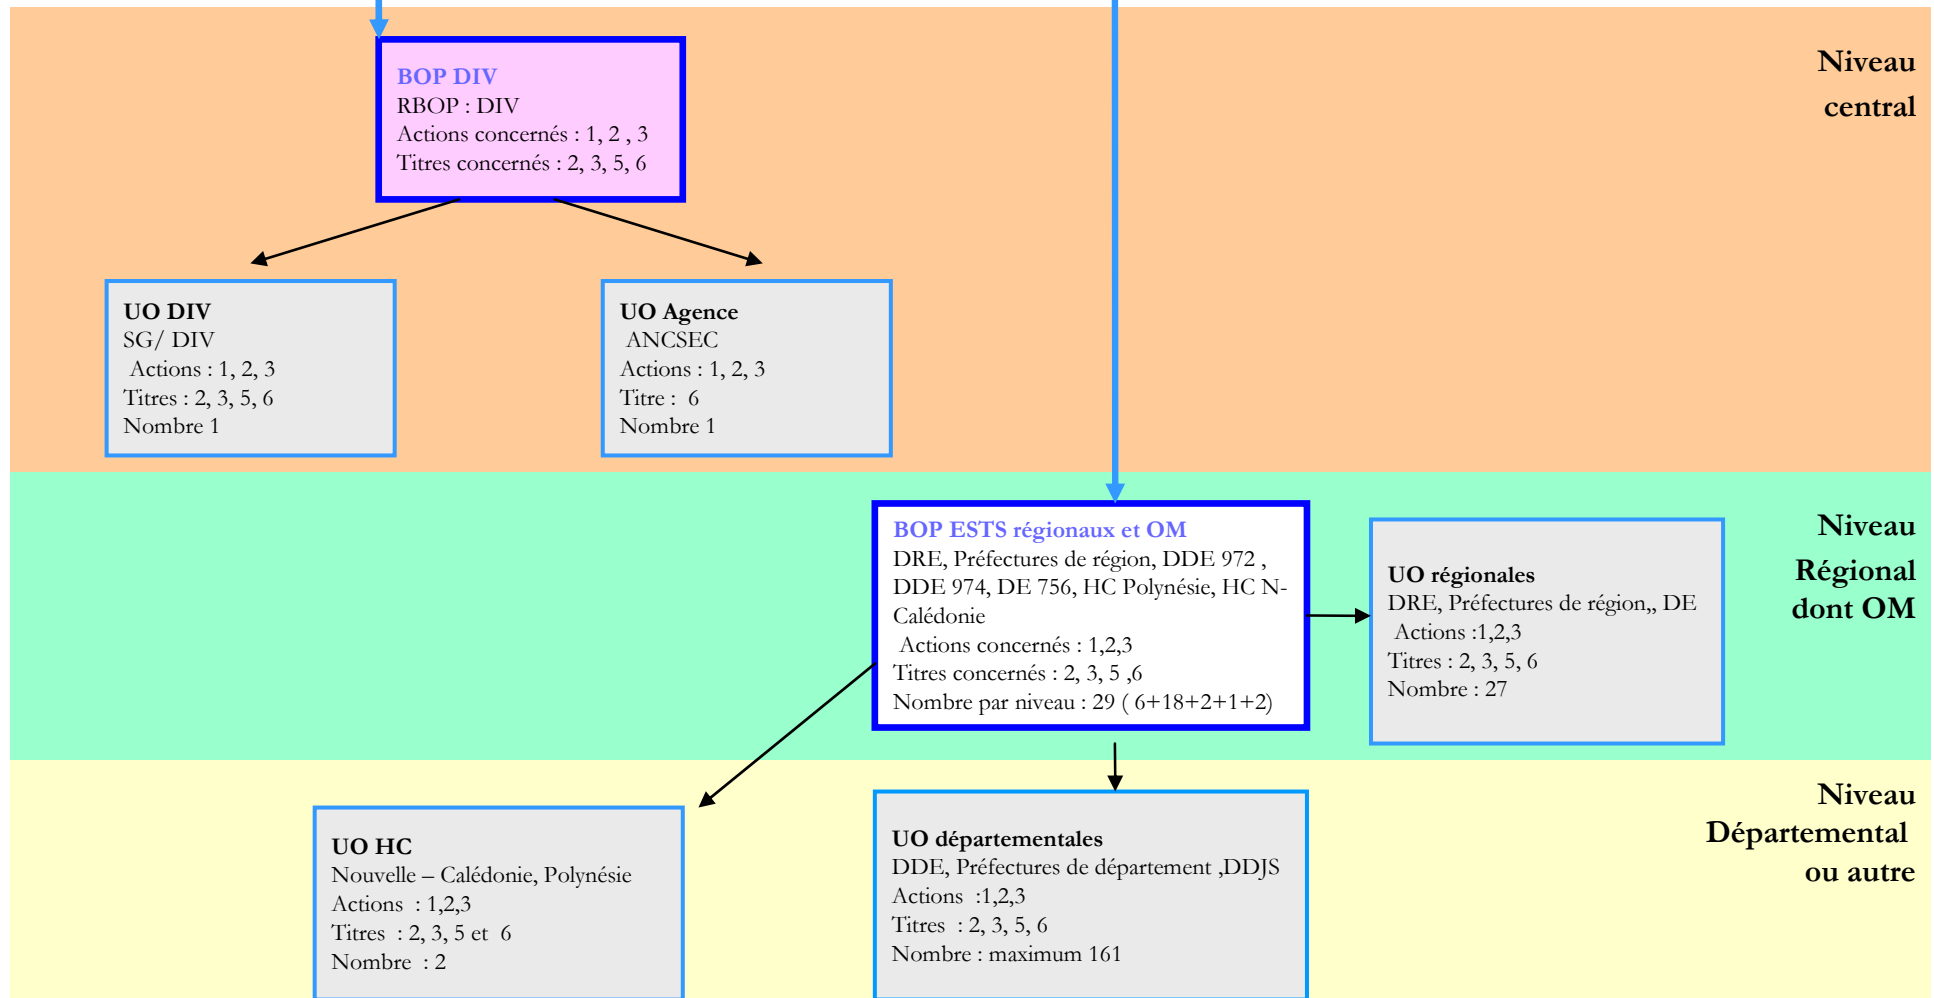 Niveau
central
BOP DIV
RBOP : DIV
Actions concernés : 1, 2 , 3
Titres concernés : 2, 3, 5, 6
UO DIV
SG/ DIV
Actions : 1, 2, 3
Titres : 2, 3, 5, 6
Nombre 1
UO Agence
ANCSEC
Actions : 1, 2, 3
Titre : 6
Nombre 1
Niveau
Régional
dont OM
BOP ESTS régionaux et OM
DRE, Préfectures de région, DDE 972 ,
DDE 974, DE 756, HC Polynésie, HC N-
Calédonie
Actions concernés : 1,2,3
Titres concernés : 2, 3, 5 ,6
Nombre par niveau : 29 ( 6+18+2+1+2)
UO régionales
DRE, Préfectures de région,, DE
Actions :1,2,3
Titres : 2, 3, 5, 6
Nombre : 27
Niveau
Départemental
ou autre
UO HC
Nouvelle – Calédonie, Polynésie
Actions : 1,2,3
Titres : 2, 3, 5 et 6
Nombre : 2
UO départementales
DDE, Préfectures de département ,DDJS
Actions :1,2,3
Titres : 2, 3, 5, 6
Nombre : maximum 161